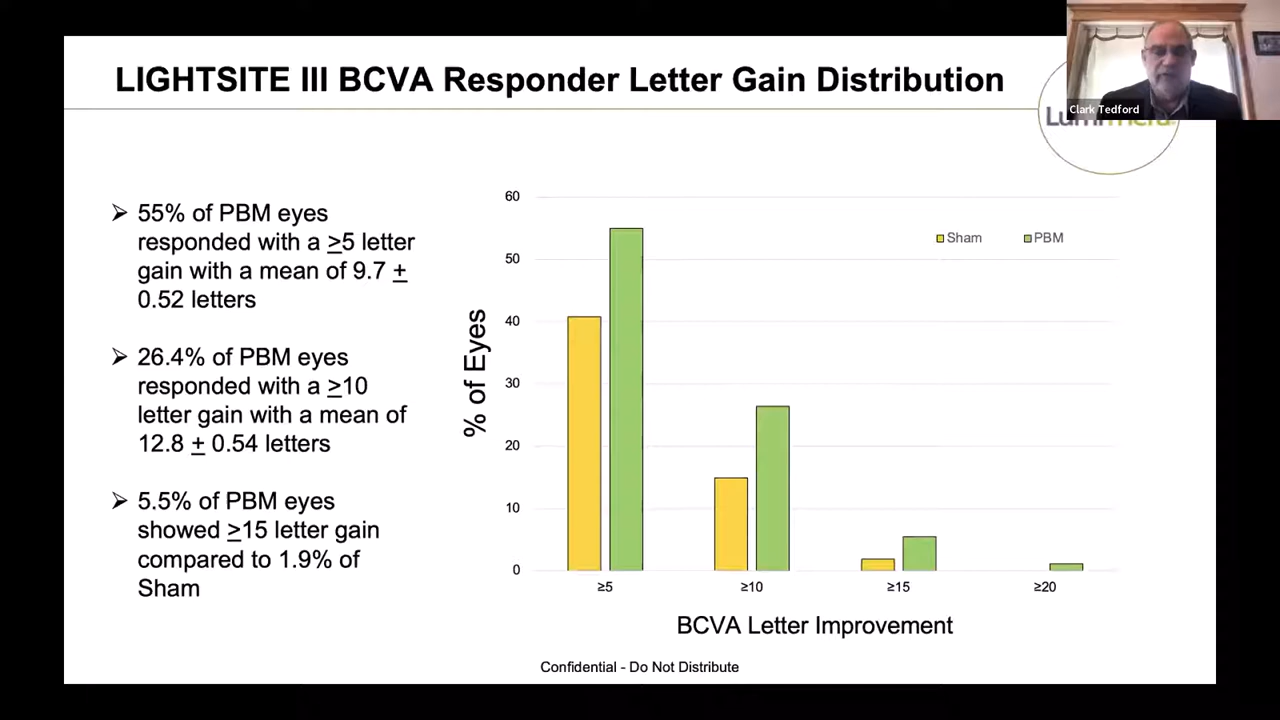 LIGHTSITE III BCVA Responder Letter Gain Distribution
Clark Tedford
➢ 55% of PBM eyes
responded with a ≥5 letter
gain with a mean of 9.7 ±
0.52 letters
➢ 26.4% of PBM eyes
responded with a ≥10
letter gain with a mean of
12.8 ± 0.54 letters
➢ 5.5% of PBM eyes
showed ≥15 letter gain
compared to 1.9% of
Sham
% of Eyes
60
50
40
30
20
10
0
Sham PBM
≥5 ≥10 ≥15 ≥20
BCVA Letter Improvement
Confidential - Do Not Distribute